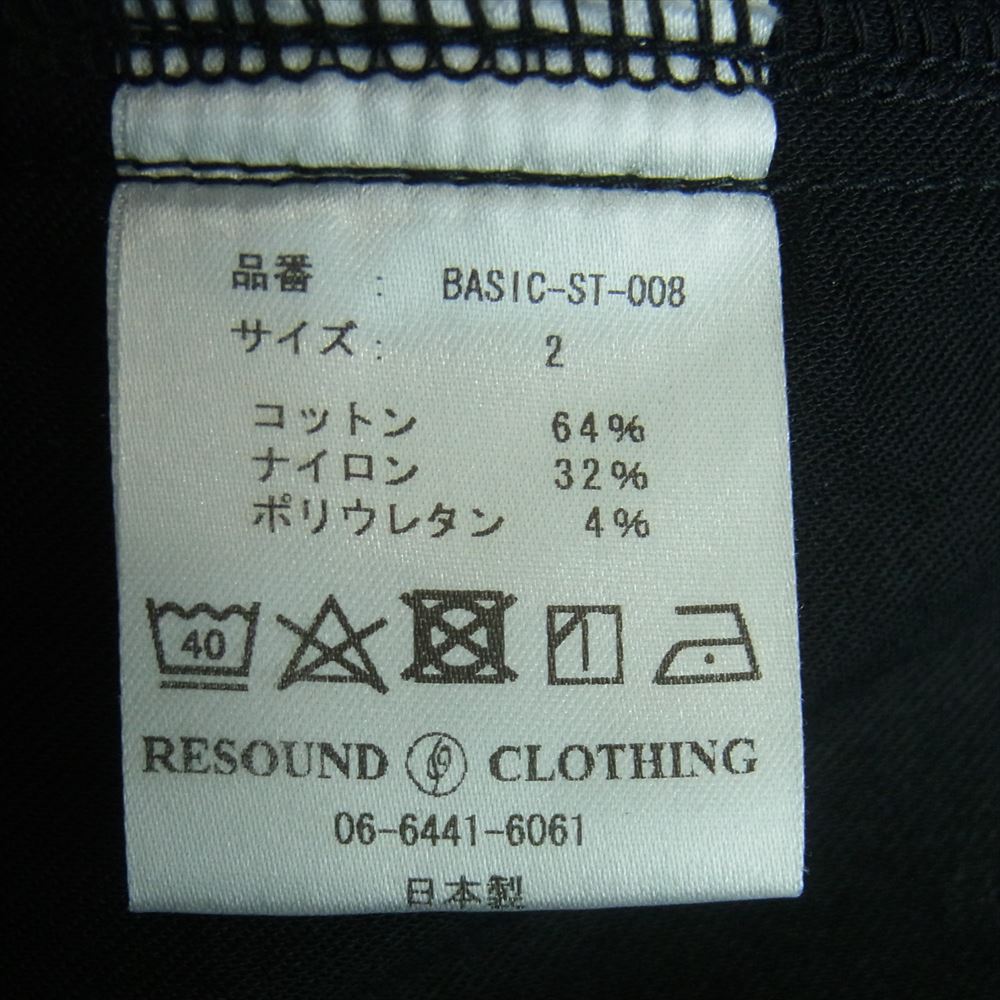 品番 : BASIC-ST-008
サイズ : 2
コットン 64%
ナイロン 32%
ポリウレタン 4%
40
RESOUND CLOTHING
06-6441-6061
日本製